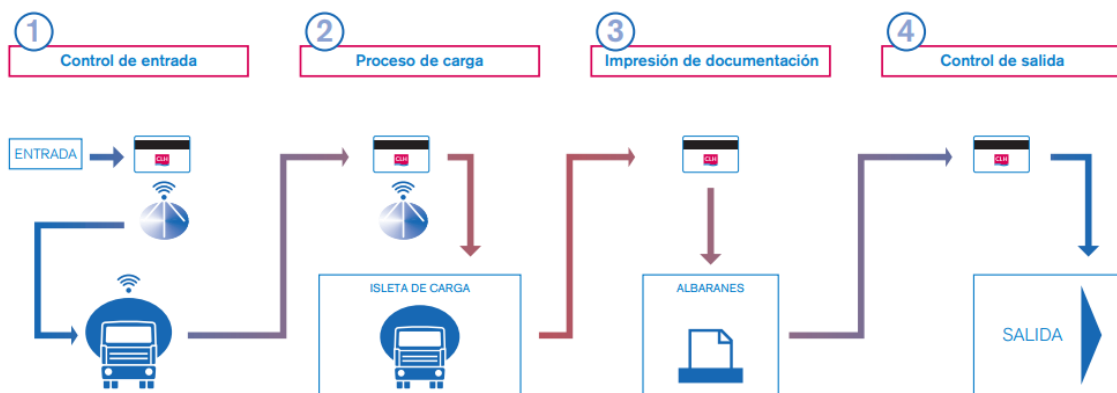 1
Control de entrada
2
Proceso de carga
3
Impresión de documentación
4
Control de salida
ENTRADA
CLH
CLH
CLH
CLH
ISLETA DE CARGA
ALBARANES
SALIDA